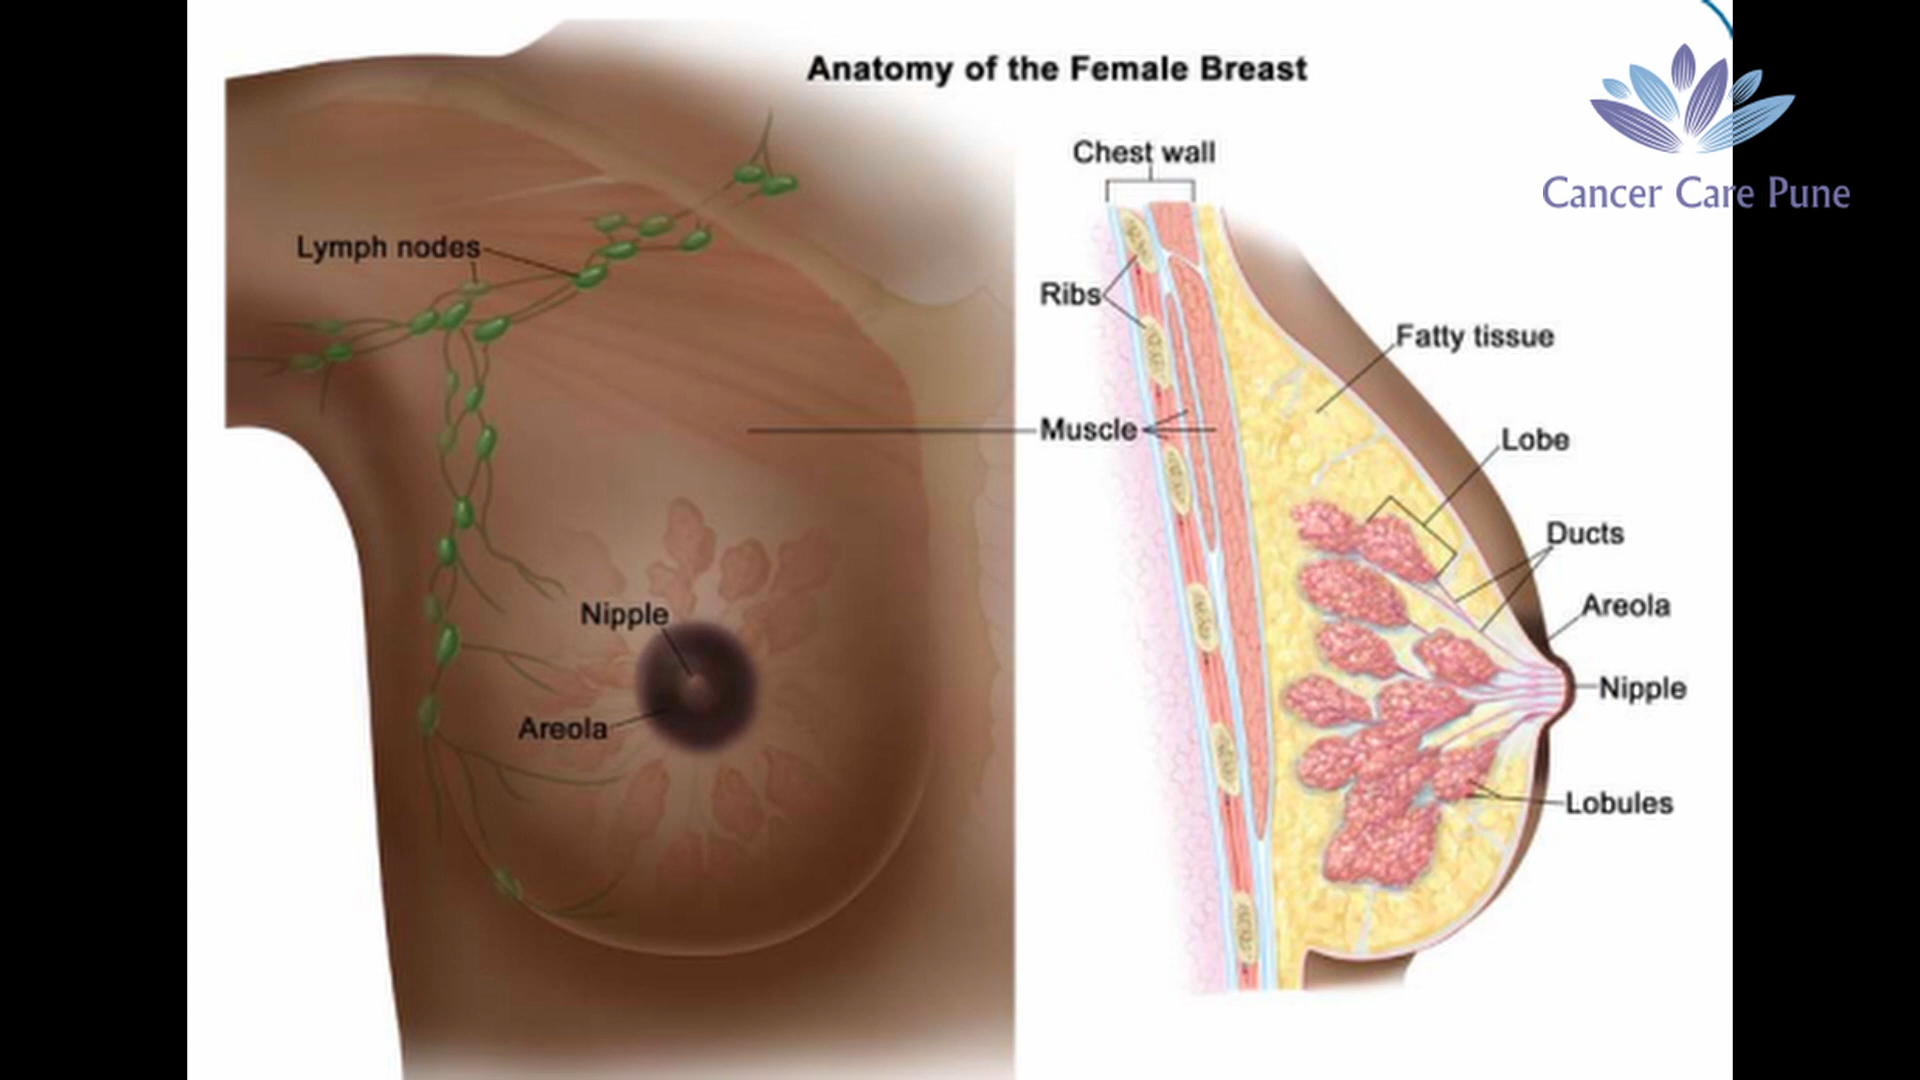 Anatomy of the Female Breast
Cancer Care Pune
Lymph nodes
Nipple
Areola
Chest wall
Ribs
Muscle
Fatty tissue
Lobe
Ducts
Areola
Nipple
Lobules